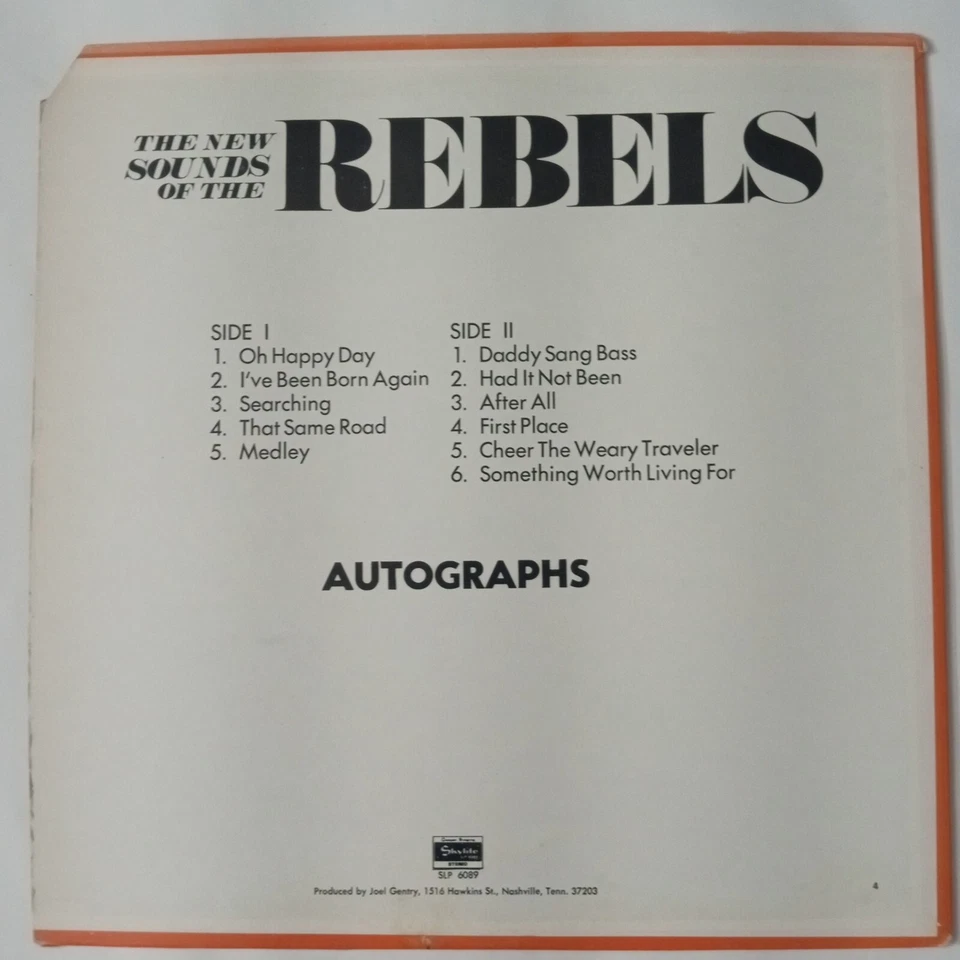 THE NEW
SOUNDS
OF THE
REBELS
SIDE I
1. Oh Happy Day
2. I've Been Born Again
3. Searching
4. That Same Road
5. Medley
SIDE II
1. Daddy Sang Bass
2. Had It Not Been
3. After All
4. First Place
5. Cheer The Weary Traveler
6. Something Worth Living For
AUTOGRAPHS
Skylite
STEREO
SLP 6089
Produced by Joel Gentry, 1516 Hawkins St., Nashville, Tenn. 37203
4